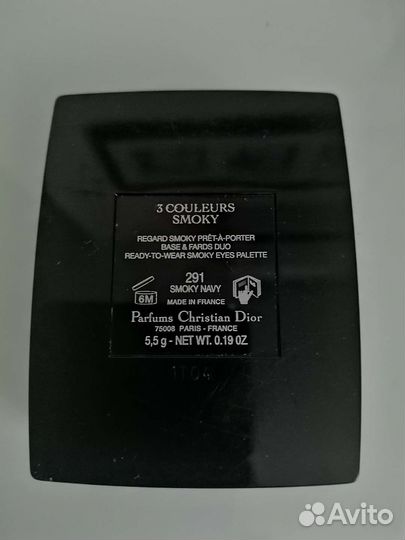 3 COULEURS
SMOKY
REGARD SMOKY PRÊT-À-PORTER
BASE & FARDS DUO
READY-TO-WEAR SMOKY EYES PALETTE
291
SMOKY NAVY
6M
MADE IN FRANCE
Parfums Christian Dior
75008 PARIS - FRANCE
5,5 g - NET WT. 0.19 OZ
1T04
Avito